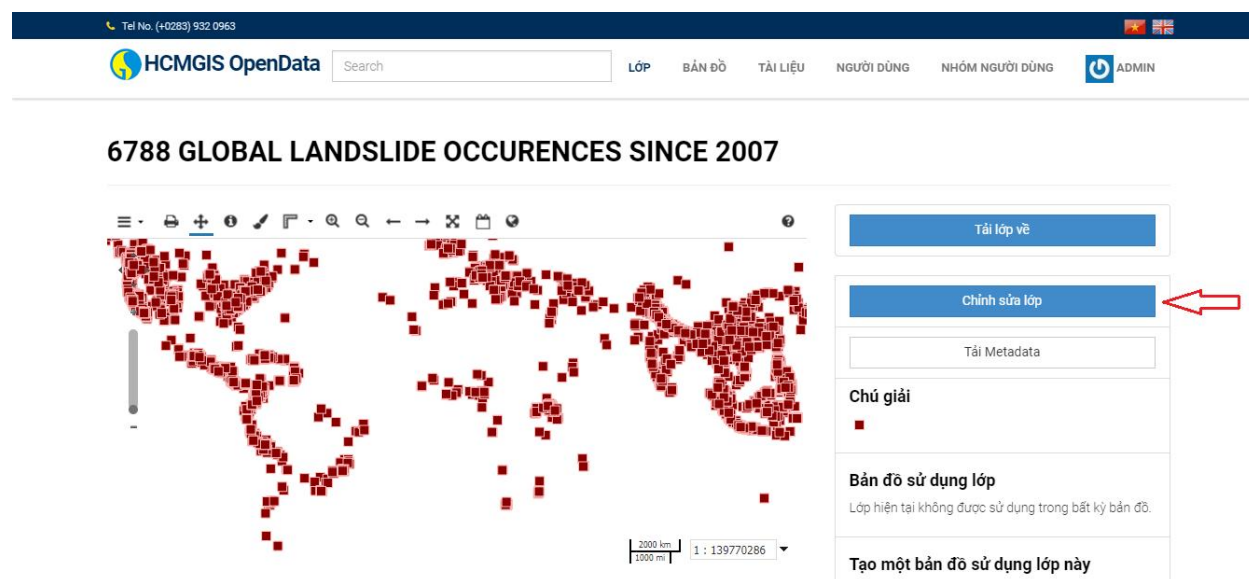 Tel No. (+0283) 932 0963
HCMGIS OpenData
Search
LỚP
BẢN ĐỒ
TÀI LIỆU
NGƯỜI DÙNG
NHÓM NGƯỜI DÙNG
ADMIN
6788 GLOBAL LANDSLIDE OCCURENCES SINCE 2007
Tải lớp về
Chỉnh sửa lớp
Tải Metadata
Chú giải
Bản đồ sử dụng lớp
Lớp hiện tại không được sử dụng trong bất kỳ bản đồ.
Tạo một bản đồ sử dụng lớp này
2000 km
1000 mi
1 : 139770286